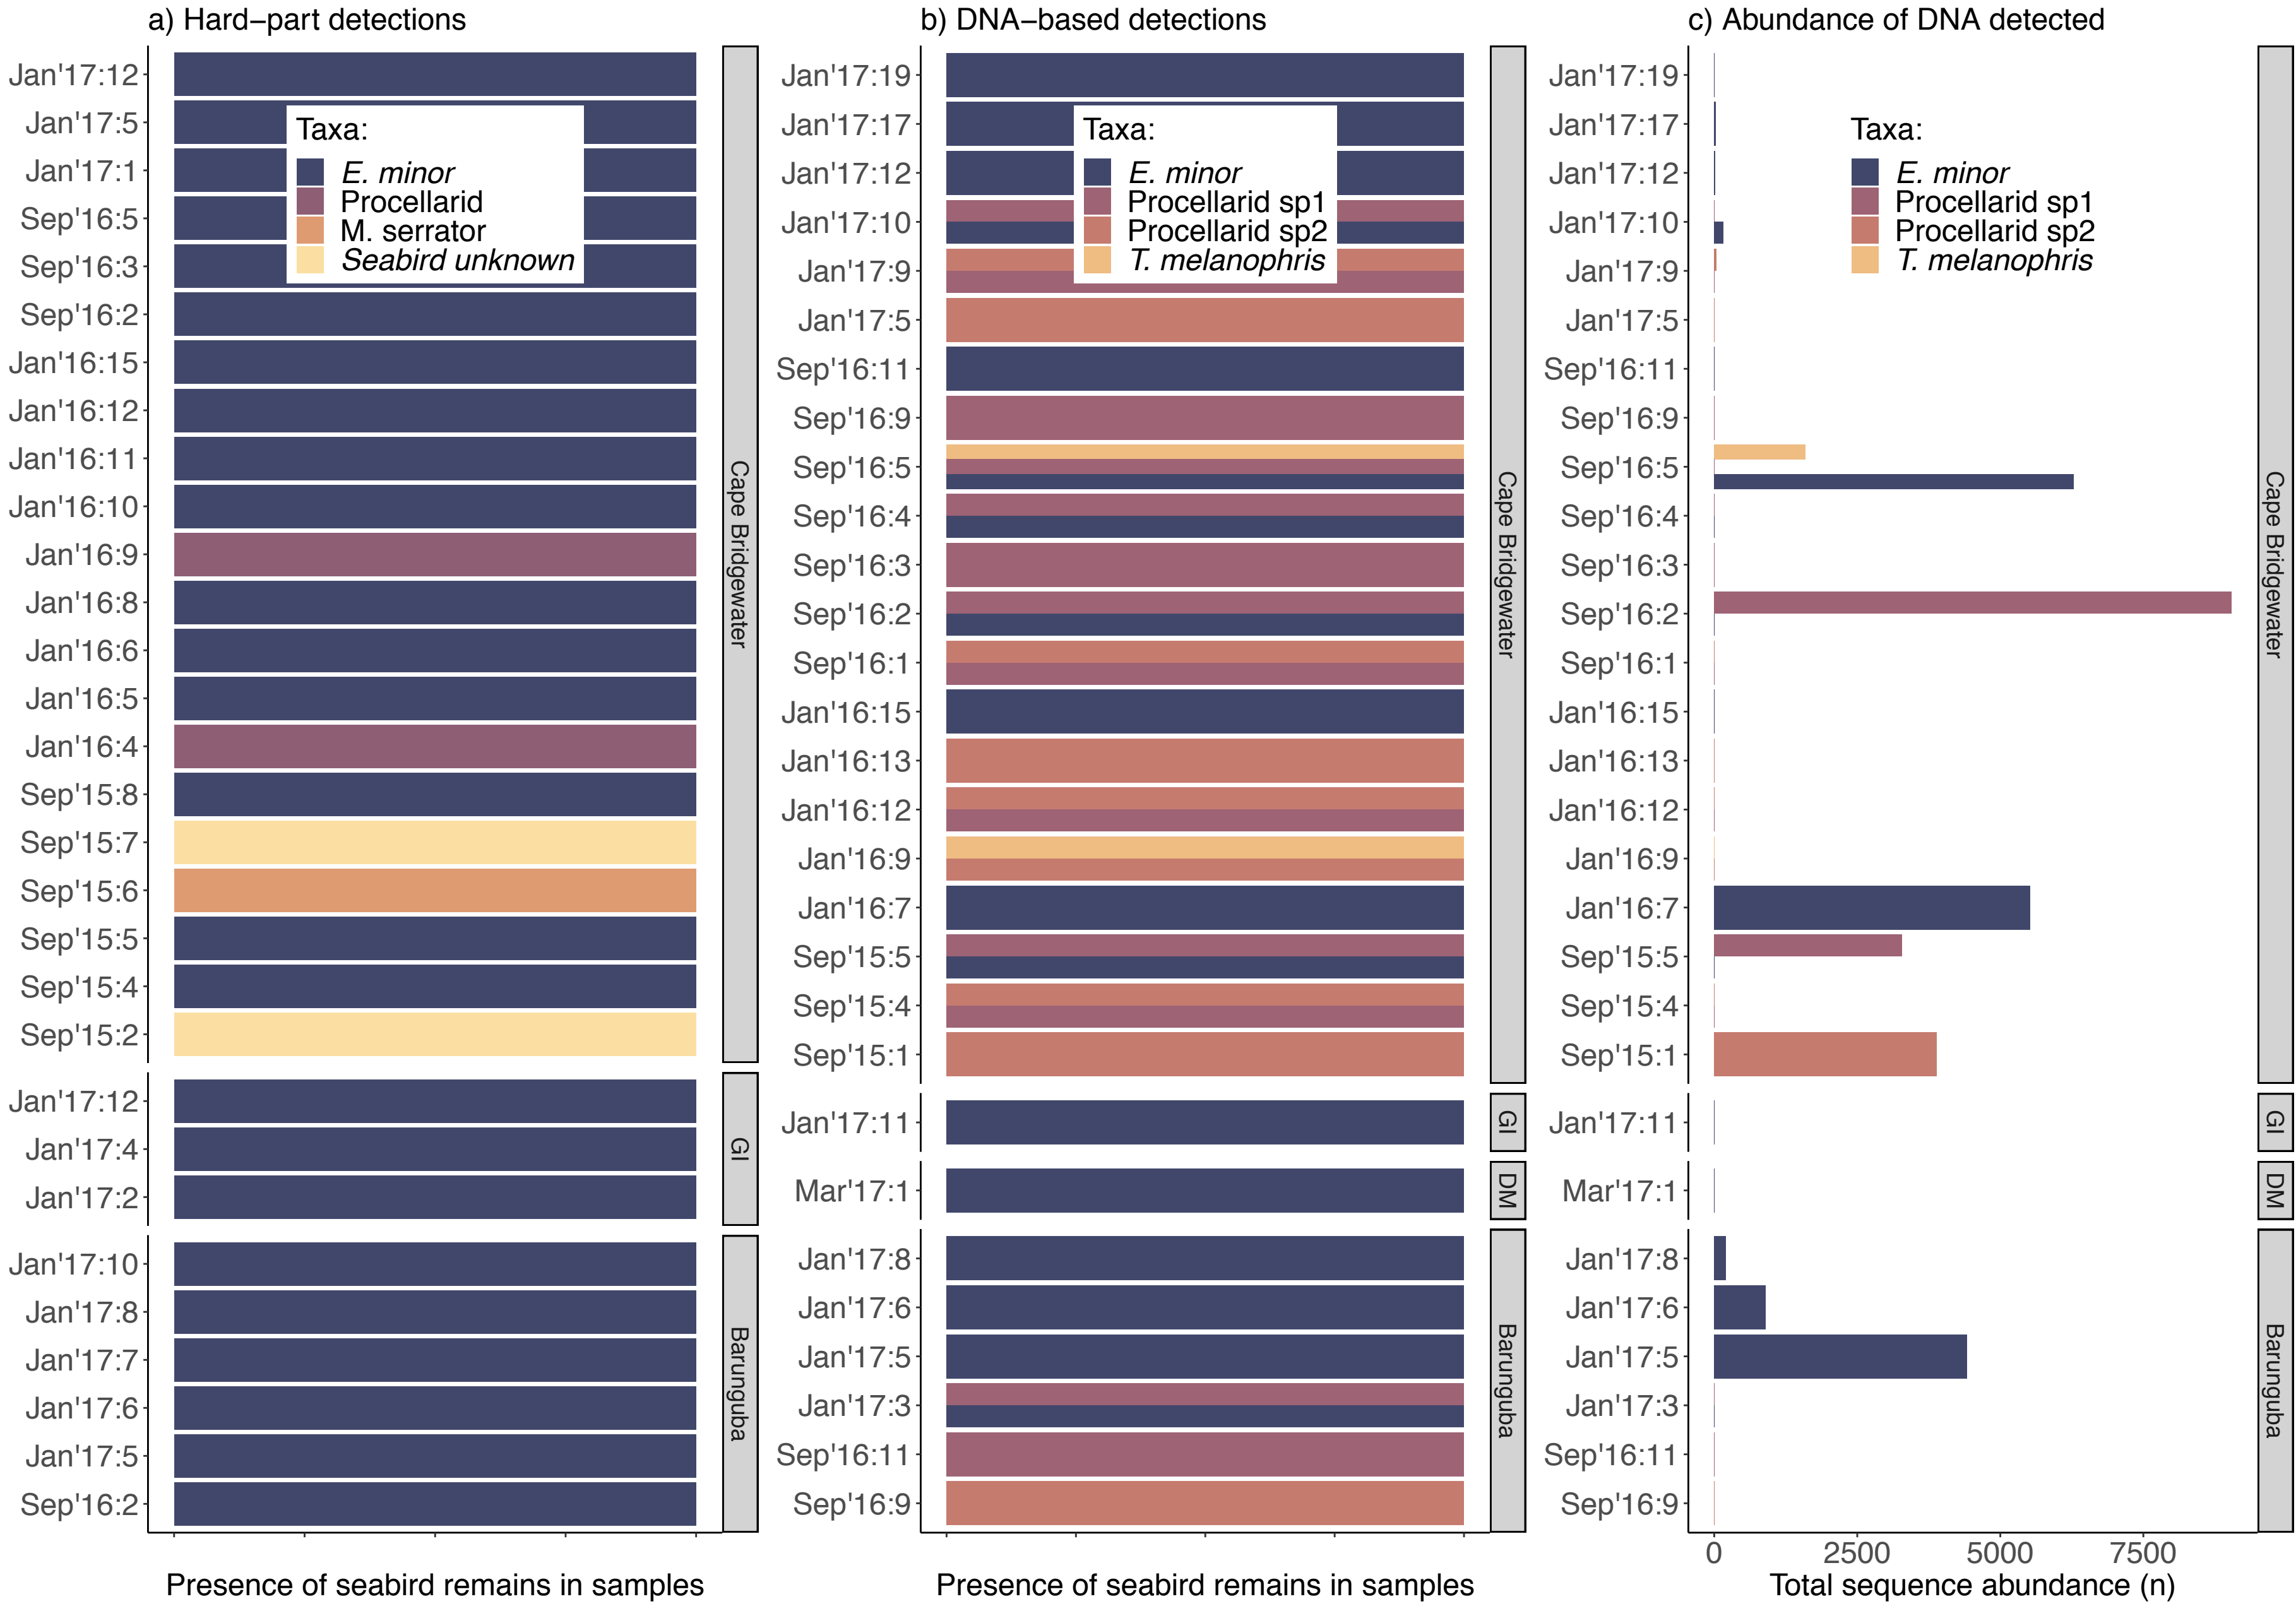 a) Hard–part detections
Jan'17:12
Jan'17:5
Jan'17:1
Sep'16:5
Sep'16:3
Sep'16:2
Jan'16:15
Jan'16:12
Jan'16:11
Jan'16:10
Jan'16:9
Jan'16:8
Jan'16:6
Jan'16:5
Jan'16:4
Sep'15:8
Sep'15:7
Sep'15:6
Sep'15:5
Sep'15:4
Sep'15:2
Jan'17:12
Jan'17:4
Jan'17:2
Jan'17:10
Jan'17:8
Jan'17:7
Jan'17:6
Jan'17:5
Sep'16:2
Taxa:
E. minor
Procellarid
M. serrator
Seabird unknown
Cape Bridgewater
GI
Barunguba
Presence of seabird remains in samples
b) DNA–based detections
Jan'17:19
Jan'17:17
Jan'17:12
Jan'17:10
Jan'17:9
Jan'17:5
Sep'16:11
Sep'16:9
Sep'16:5
Sep'16:4
Sep'16:3
Sep'16:2
Sep'16:1
Jan'16:15
Jan'16:13
Jan'16:12
Jan'16:9
Jan'16:7
Sep'15:5
Sep'15:4
Sep'15:1
Jan'17:11
Mar'17:1
Jan'17:8
Jan'17:6
Jan'17:5
Jan'17:3
Sep'16:11
Sep'16:9
Taxa:
E. minor
Procellarid sp1
Procellarid sp2
T. melanophris
Cape Bridgewater
GI
DM
Barunguba
Presence of seabird remains in samples
c) Abundance of DNA detected
Jan'17:19
Jan'17:17
Jan'17:12
Jan'17:10
Jan'17:9
Jan'17:5
Sep'16:11
Sep'16:9
Sep'16:5
Sep'16:4
Sep'16:3
Sep'16:2
Sep'16:1
Jan'16:15
Jan'16:13
Jan'16:12
Jan'16:9
Jan'16:7
Sep'15:5
Sep'15:4
Sep'15:1
Jan'17:11
Mar'17:1
Jan'17:8
Jan'17:6
Jan'17:5
Jan'17:3
Sep'16:11
Sep'16:9
Taxa:
E. minor
Procellarid sp1
Procellarid sp2
T. melanophris
Cape Bridgewater
GI
DM
Barunguba
0 2500 5000 7500
Total sequence abundance (n)